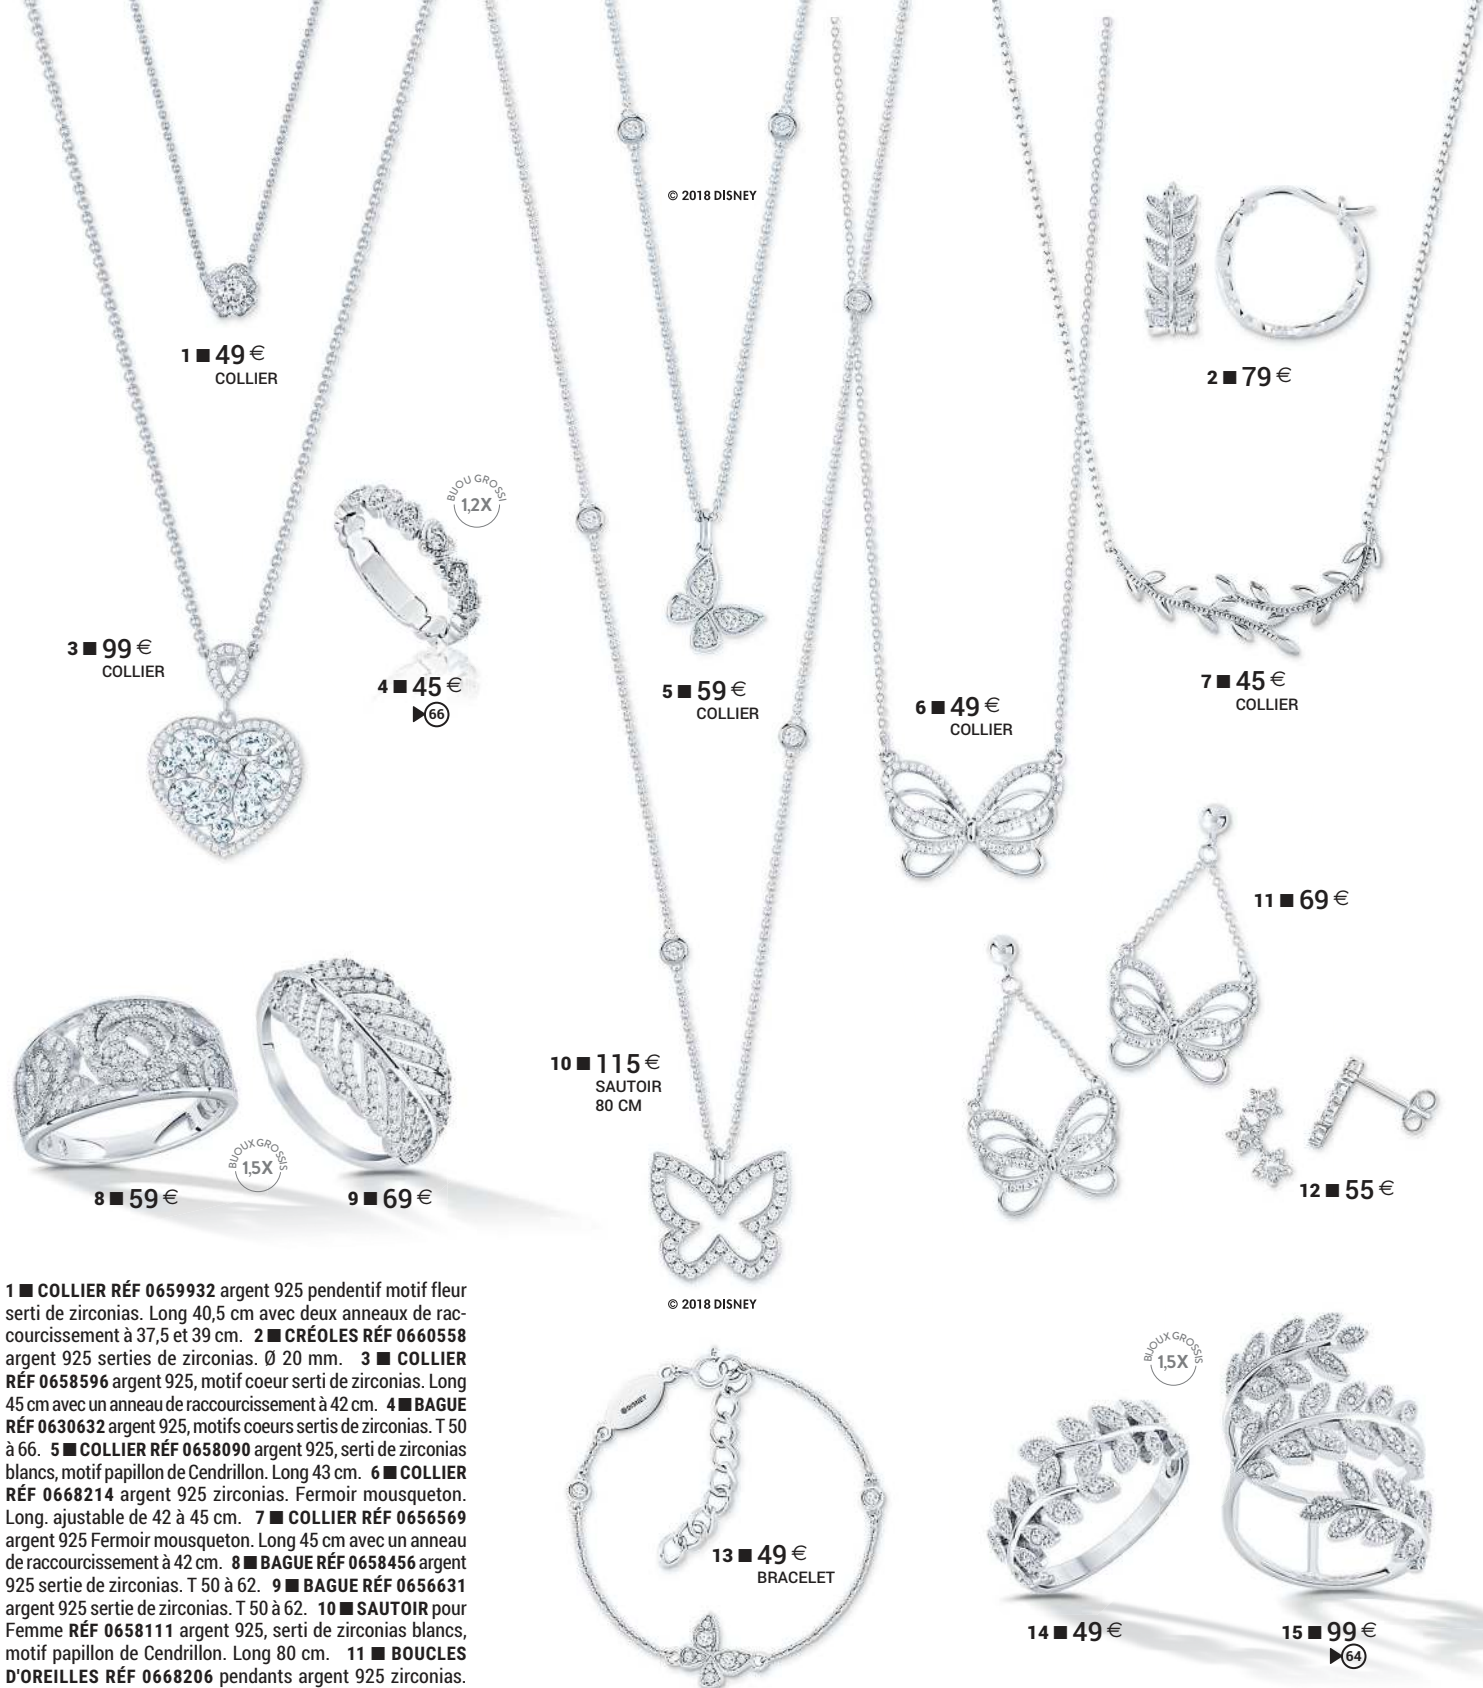 © 2018 DISNEY
1 ■ 49 €
COLLIER
2 ■ 79 €
BIJOU GROSSI
1,2X
3 ■ 99 €
COLLIER
4 ■ 45 €
▶66
5 ■ 59 €
COLLIER
6 ■ 49 €
COLLIER
7 ■ 45 €
COLLIER
11 ■ 69 €
10 ■ 115 €
SAUTOIR
80 CM
BIJOUX GROSSIS
1,5X
8 ■ 59 €
9 ■ 69 €
12 ■ 55 €
© 2018 DISNEY
1 ■ COLLIER RÉF 0659932 argent 925 pendentif motif fleur
serti de zirconias. Long 40,5 cm avec deux anneaux de rac-
courcissement à 37,5 et 39 cm. 2 ■ CRÉOLES RÉF 0660558
argent 925 serties de zirconias. Ø 20 mm. 3 ■ COLLIER
RÉF 0658596 argent 925, motif coeur serti de zirconias. Long
45 cm avec un anneau de raccourcissement à 42 cm. 4 ■ BAGUE
RÉF 0630632 argent 925, motifs coeurs sertis de zirconias. T 50
à 66. 5 ■ COLLIER RÉF 0658090 argent 925, serti de zirconias
blancs, motif papillon de Cendrillon. Long 43 cm. 6 ■ COLLIER
RÉF 0668214 argent 925 zirconias. Fermoir mousqueton.
Long. ajustable de 42 à 45 cm. 7 ■ COLLIER RÉF 0656569
argent 925 Fermoir mousqueton. Long 45 cm avec un anneau
de raccourcissement à 42 cm. 8 ■ BAGUE RÉF 0658456 argent
925 sertie de zirconias. T 50 à 62. 9 ■ BAGUE RÉF 0656631
argent 925 sertie de zirconias. T 50 à 62. 10 ■ SAUTOIR pour
Femme RÉF 0658111 argent 925, serti de zirconias blancs,
motif papillon de Cendrillon. Long 80 cm. 11 ■ BOUCLES
D'OREILLES RÉF 0668206 pendants argent 925 zirconias.
©DISNEY
13 ■ 49 €
BRACELET
BIJOUX GROSSIS
1,5X
14 ■ 49 €
15 ■ 99 €
▶64